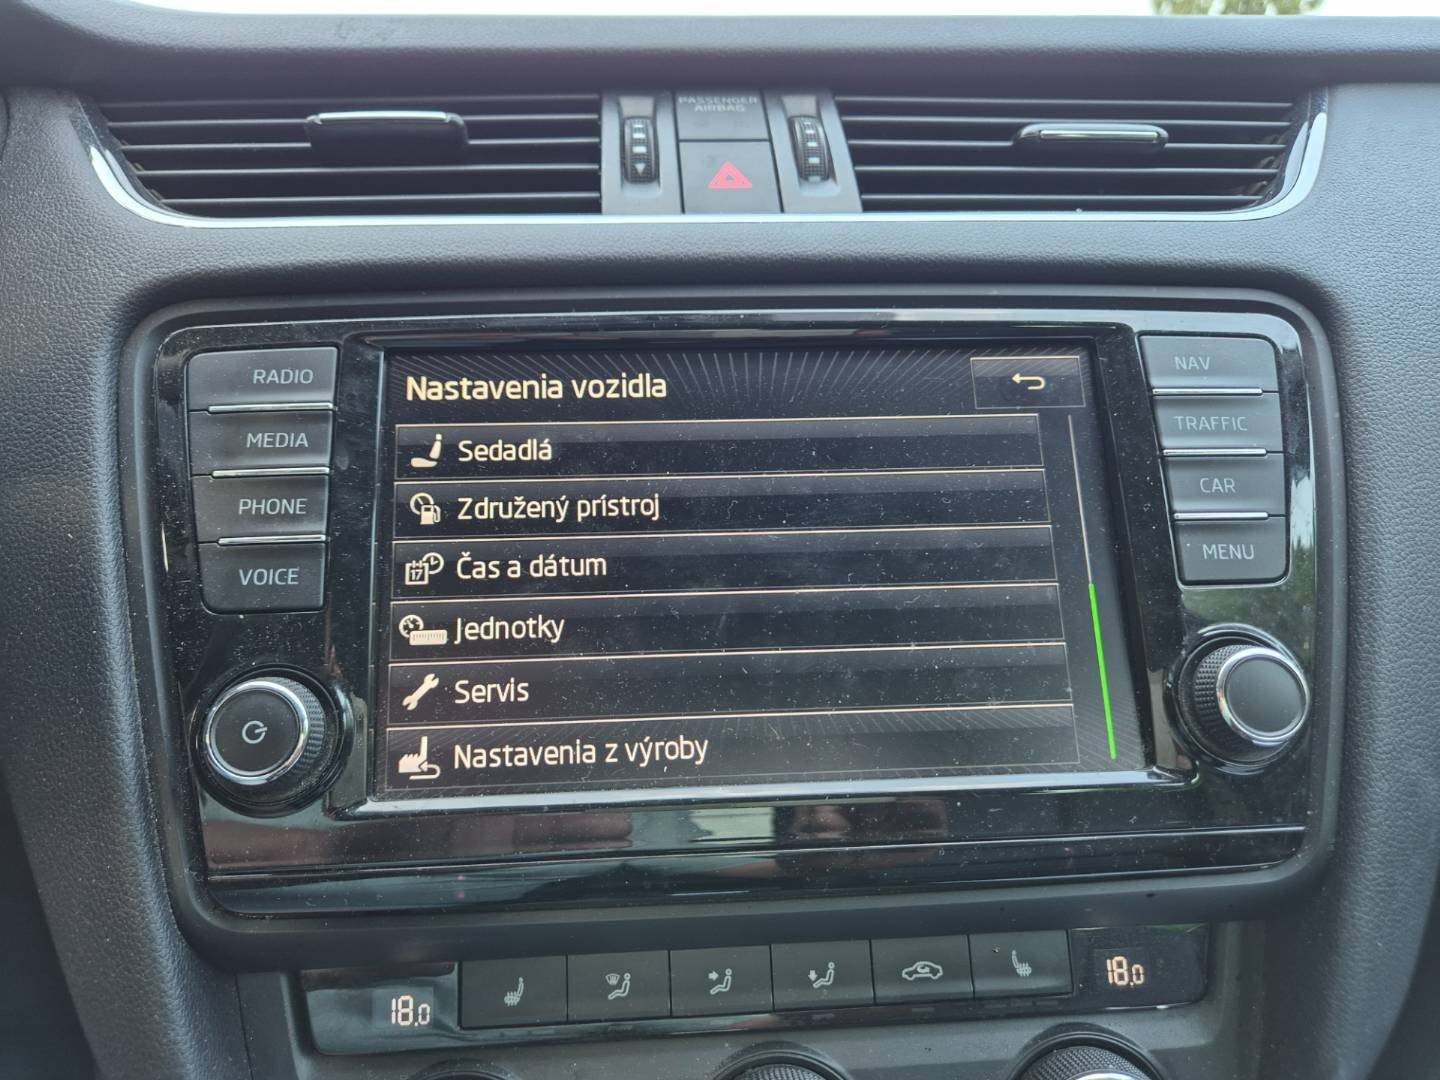 PASSENGER
AIRBAG
RADIO
MEDIA
PHONE
VOICE
Nastavenia vozidla
Sedadlá
Združený prístroj
17
Čas a dátum
Jednotky
Servis
Nastavenia z výroby
NAV
TRAFFIC
CAR
MENU
18.0
18.0